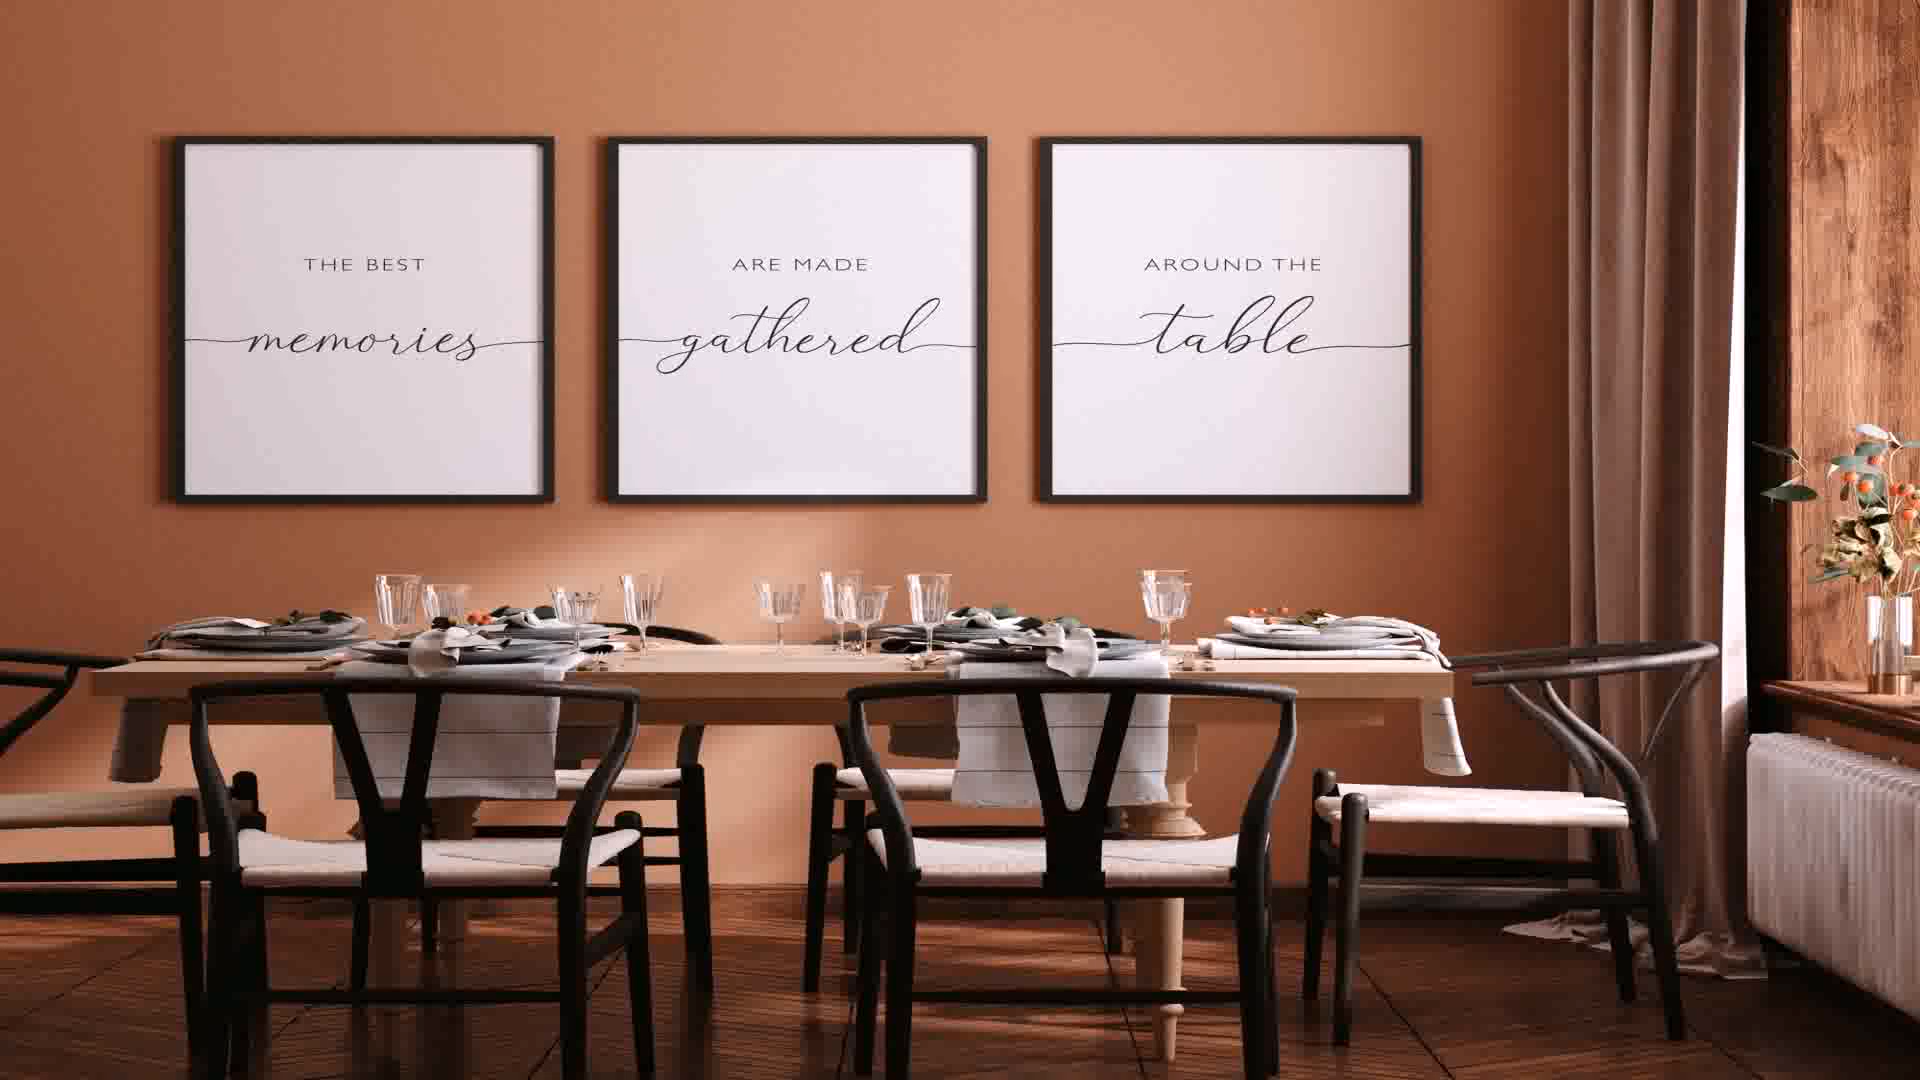 THE BEST
memories
ARE MADE
gathered
AROUND THE
table